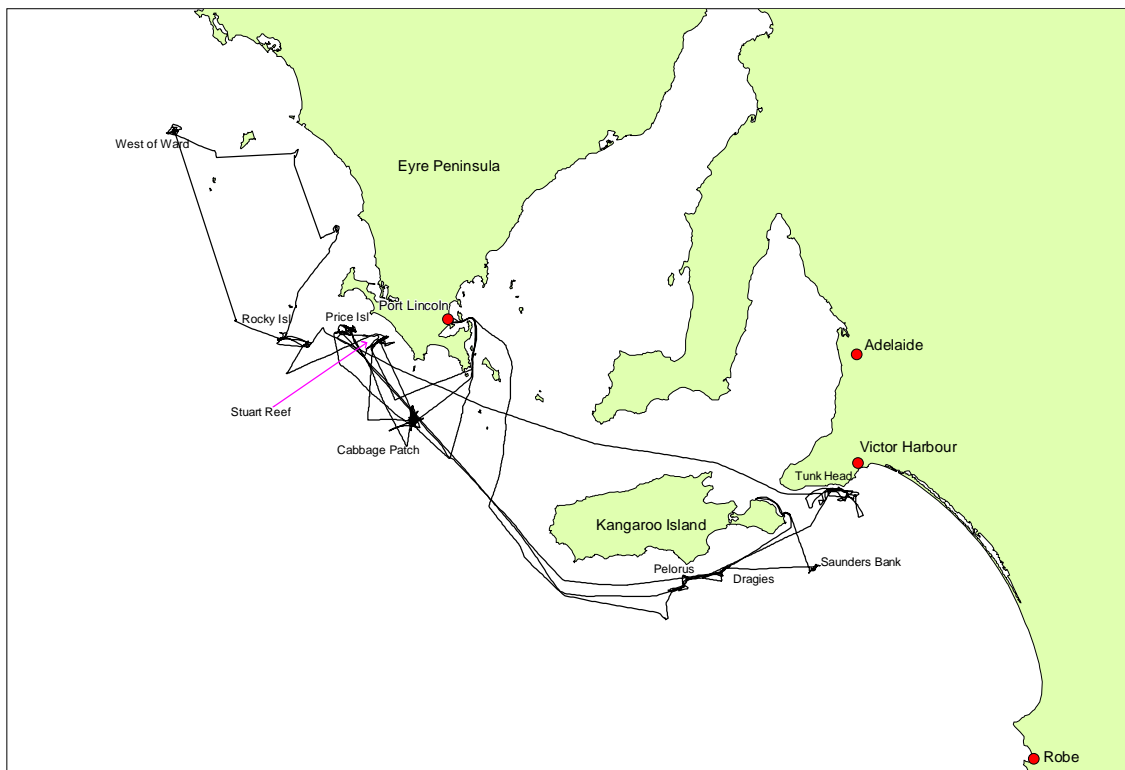 West of Ward
Eyre Peninsula
Port Lincoln
Rocky Isl
Price Isl
Adelaide
Stuart Reef
Cabbage Patch
Victor Harbour
Tunk Head
Kangaroo Island
Saunders Bank
Pelorus
Dragies
Robe